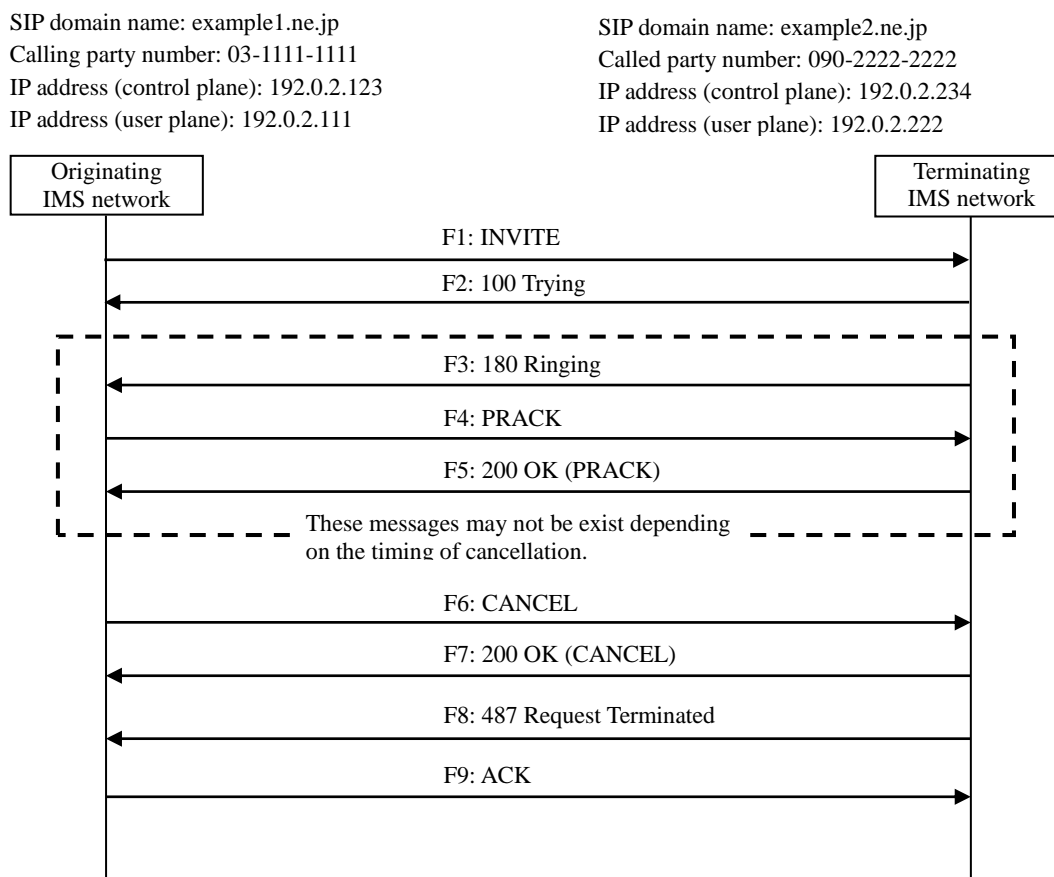 SIP domain name: example1.ne.jp
Calling party number: 03-1111-1111
IP address (control plane): 192.0.2.123
IP address (user plane): 192.0.2.111
SIP domain name: example2.ne.jp
Called party number: 090-2222-2222
IP address (control plane): 192.0.2.234
IP address (user plane): 192.0.2.222
Originating
IMS network
Terminating
IMS network
F1: INVITE
F2: 100 Trying
F3: 180 Ringing
F4: PRACK
F5: 200 OK (PRACK)
These messages may not be exist depending
on the timing of cancellation.
F6: CANCEL
F7: 200 OK (CANCEL)
F8: 487 Request Terminated
F9: ACK